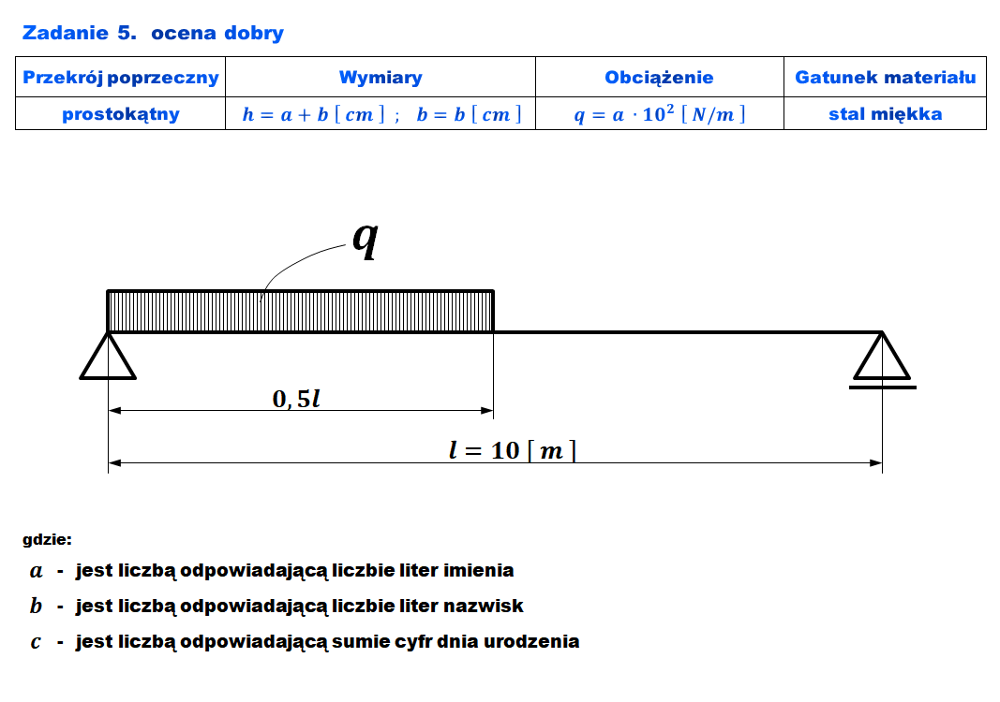 Zadanie 5. ocena dobry
Przekrój poprzeczny Wymiary Obciążenie Gatunek materiału
prostokątny h = a + b [ cm ] ; b = b [ cm ] q = a · 10² [ N/m ] stal miękka
q
0,5l
l = 10 [ m ]
gdzie:
a - jest liczbą odpowiadającą liczbie liter imienia
b - jest liczbą odpowiadającą liczbie liter nazwisk
c - jest liczbą odpowiadającą sumie cyfr dnia urodzenia